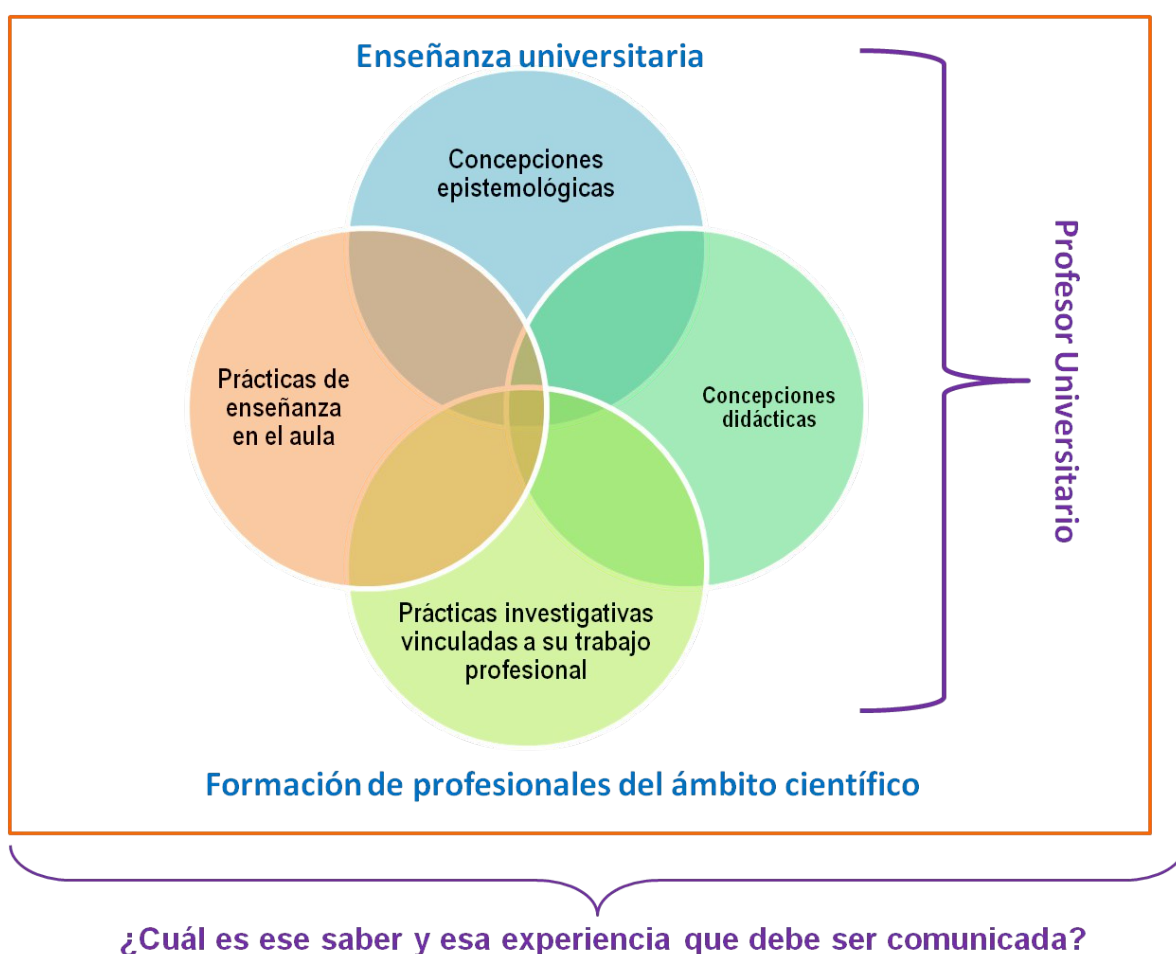 Enseñanza universitaria
Concepciones
epistemológicas
Prácticas de
enseñanza
en el aula
Concepciones
didácticas
Prácticas investigativas
vinculadas a su trabajo
profesional
Profesor Universitario
Formación de profesionales del ámbito científico
¿Cuál es ese saber y esa experiencia que debe ser comunicada?